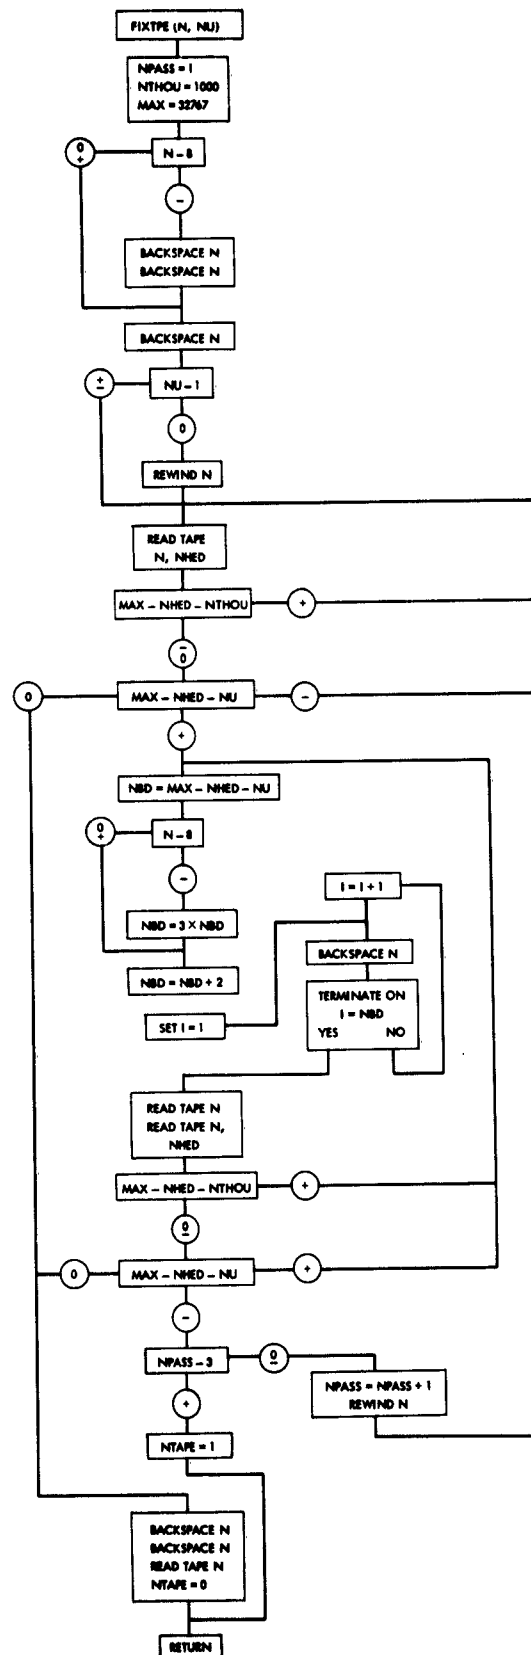 FIXTPE (N, NU)
NPASS = 1
NTHOU = 1000
MAX = 32767
0
+
N – 8
–
BACKSPACE N
BACKSPACE N
BACKSPACE N
±
NU – 1
0
REWIND N
READ TAPE
N, NHED
MAX – NHED – NTHOU
+
–
0
0
MAX – NHED – NU
–
+
NBD = MAX – NHED – NU
0
+
N – 8
–
I = I + 1
NBD = 3 × NBD
BACKSPACE N
NBD = NBD + 2
TERMINATE ON
I = NBD
YES NO
SET I = 1
READ TAPE N
READ TAPE N,
NHED
MAX – NHED – NTHOU
+
0
–
0
MAX – NHED – NU
+
–
NPASS – 3
0
–
NPASS = NPASS + 1
REWIND N
+
NTAPE = 1
BACKSPACE N
BACKSPACE N
READ TAPE N
NTAPE = 0
RETURN